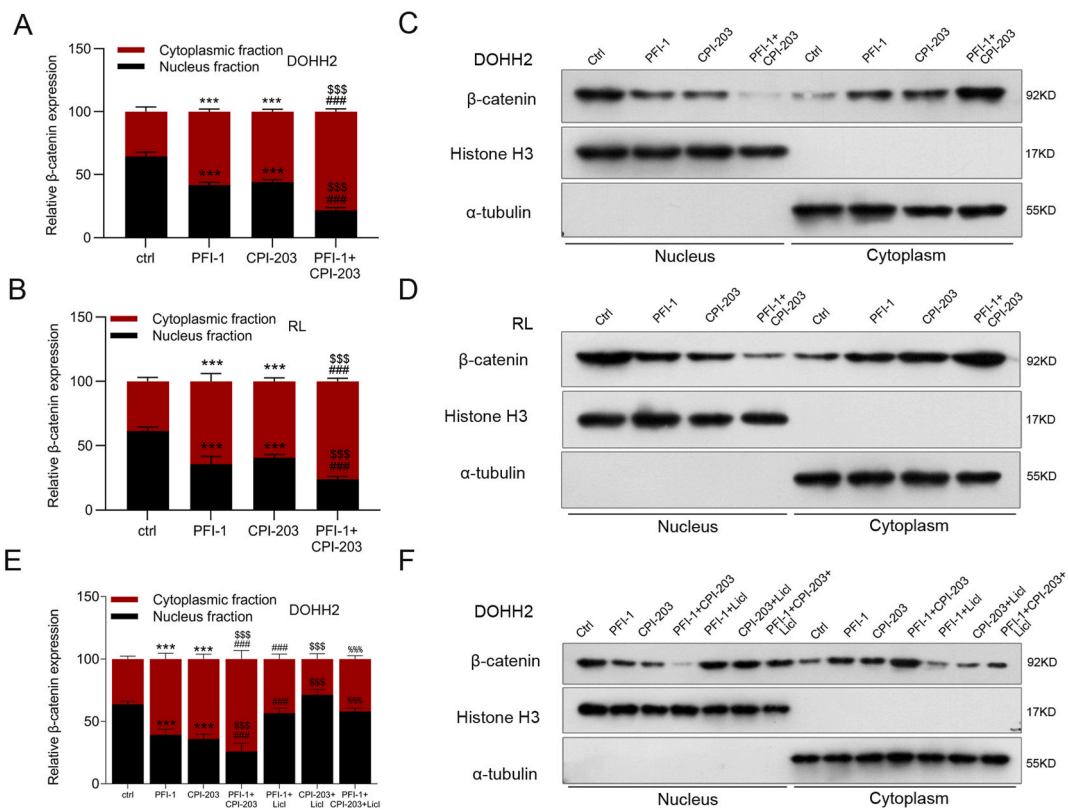 A
Cytoplasmic fraction
Nucleus fraction
DOHH2
Relative β-catenin expression
150
100
50
0
*** *** $$$
###
*** *** $$$
###
ctrl PFI-1 CPI-203 PFI-1+
CPI-203
B
Cytoplasmic fraction
Nucleus fraction
RL
Relative β-catenin expression
150
100
50
0
*** *** $$$
###
*** *** $$$
###
ctrl PFI-1 CPI-203 PFI-1+
CPI-203
C
DOHH2
Ctrl PFI-1 CPI-203 PFI-1+
CPI-203 Ctrl PFI-1 CPI-203 PFI-1+
CPI-203
β-catenin 92KD
Histone H3 17KD
α-tubulin 55KD
Nucleus Cytoplasm
D
RL
Ctrl PFI-1 CPI-203 PFI-1+
CPI-203 Ctrl PFI-1 CPI-203 PFI-1+
CPI-203
β-catenin 92KD
Histone H3 17KD
α-tubulin 55KD
Nucleus Cytoplasm
E
Cytoplasmic fraction
Nucleus fraction
DOHH2
Relative β-catenin expression
150
100
50
0
*** *** $$$
### ### $$$ %%%
*** *** $$$
### ### $$$ %%%
ctrl PFI-1 CPI-203 PFI-1+
CPI-203 PFI-1+
Licl CPI-203+
Licl PFI-1+
CPI-203+Licl
F
DOHH2
Ctrl PFI-1 CPI-203 PFI-1+CPI-203 PFI-1+Licl CPI-203+Licl PFI-1+CPI-203+
Licl Ctrl PFI-1 CPI-203 PFI-1+CPI-203 PFI-1+Licl CPI-203+Licl PFI-1+CPI-203+
Licl
β-catenin 92KD
Histone H3 17KD
α-tubulin 55KD
Nucleus Cytoplasm